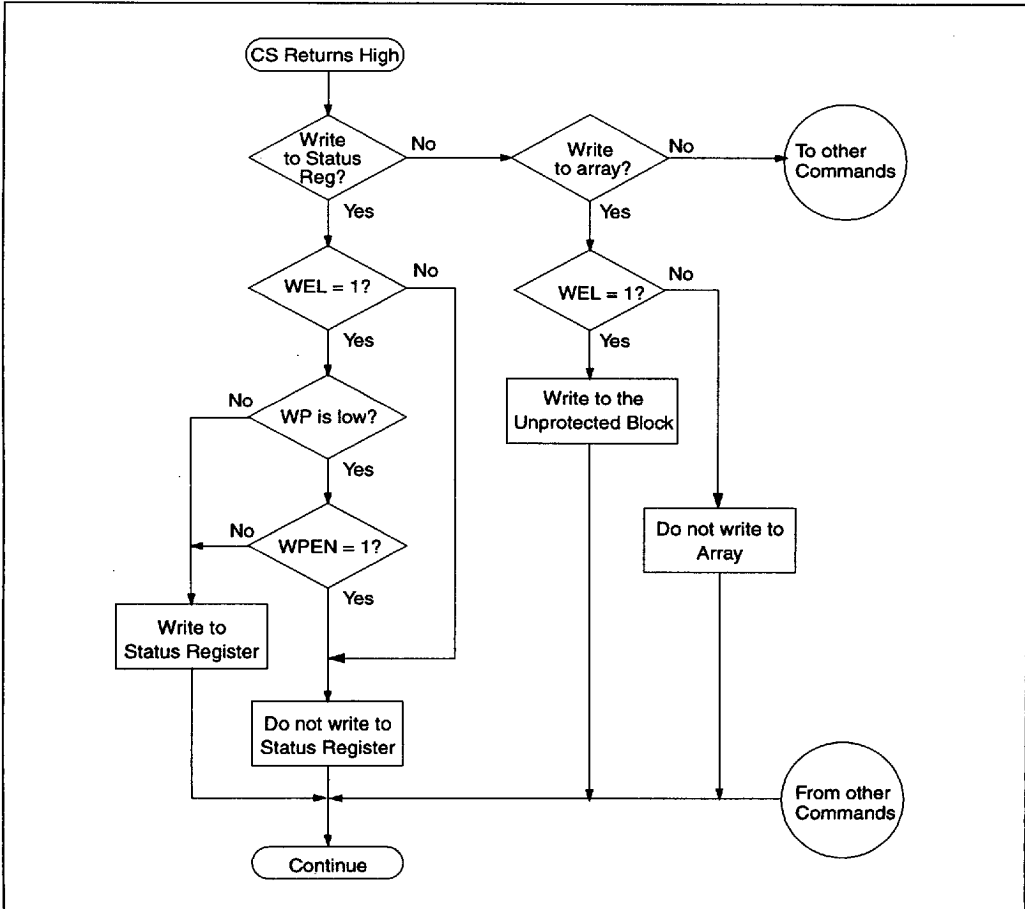 CS Returns High
Write
to Status
Reg?
No
Write
to array?
No
To other
Commands
Yes
Yes
WEL = 1?
No
WEL = 1?
No
Yes
Yes
No
WP is low?
Write to the
Unprotected Block
Yes
No
WPEN = 1?
Do not write to
Array
Yes
Write to
Status Register
Do not write to
Status Register
From other
Commands
Continue